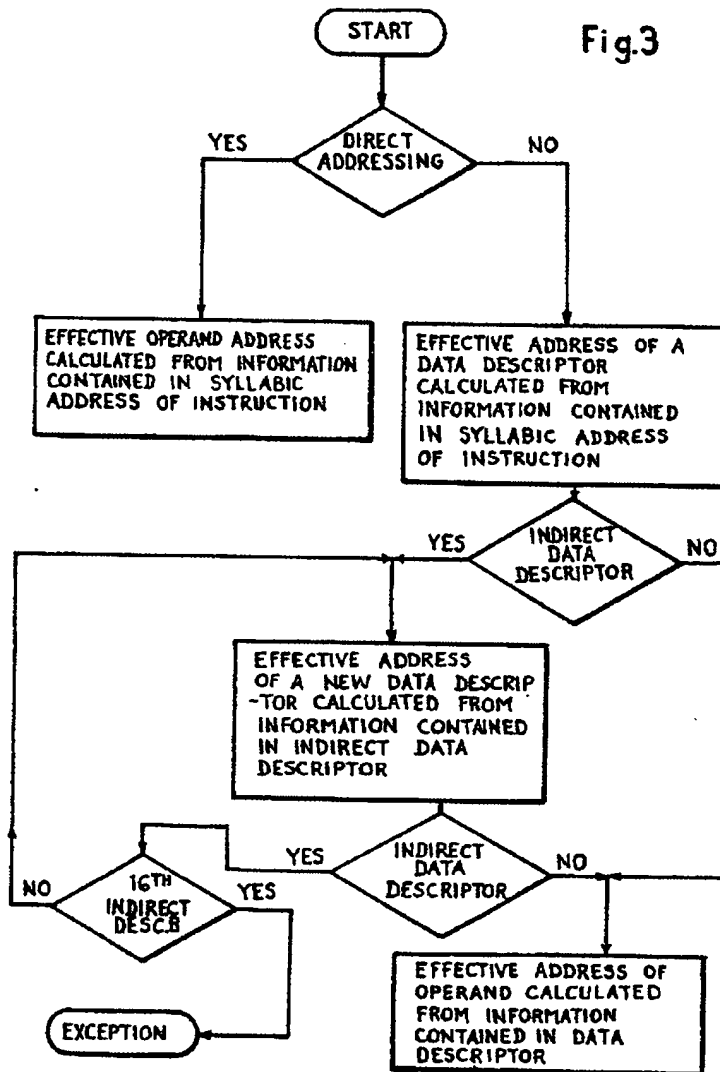 START
Fig.3
YES
DIRECT
ADDRESSING
NO
EFFECTIVE OPERAND ADDRESS
CALCULATED FROM INFORMATION
CONTAINED IN SYLLABIC
ADDRESS OF INSTRUCTION
EFFECTIVE ADDRESS OF A
DATA DESCRIPTOR
CALCULATED FROM
INFORMATION CONTAINED
IN SYLLABIC ADDRESS
OF INSTRUCTION
YES
INDIRECT
DATA
DESCRIPTOR
NO
EFFECTIVE ADDRESS
OF A NEW DATA DESCRIP
-TOR CALCULATED FROM
INFORMATION CONTAINED
IN INDIRECT DATA
DESCRIPTOR
NO
16TH
INDIRECT
DESC.B
YES
YES
INDIRECT
DATA
DESCRIPTOR
NO
EXCEPTION
EFFECTIVE ADDRESS OF
OPERAND CALCULATED
FROM INFORMATION
CONTAINED IN DATA
DESCRIPTOR